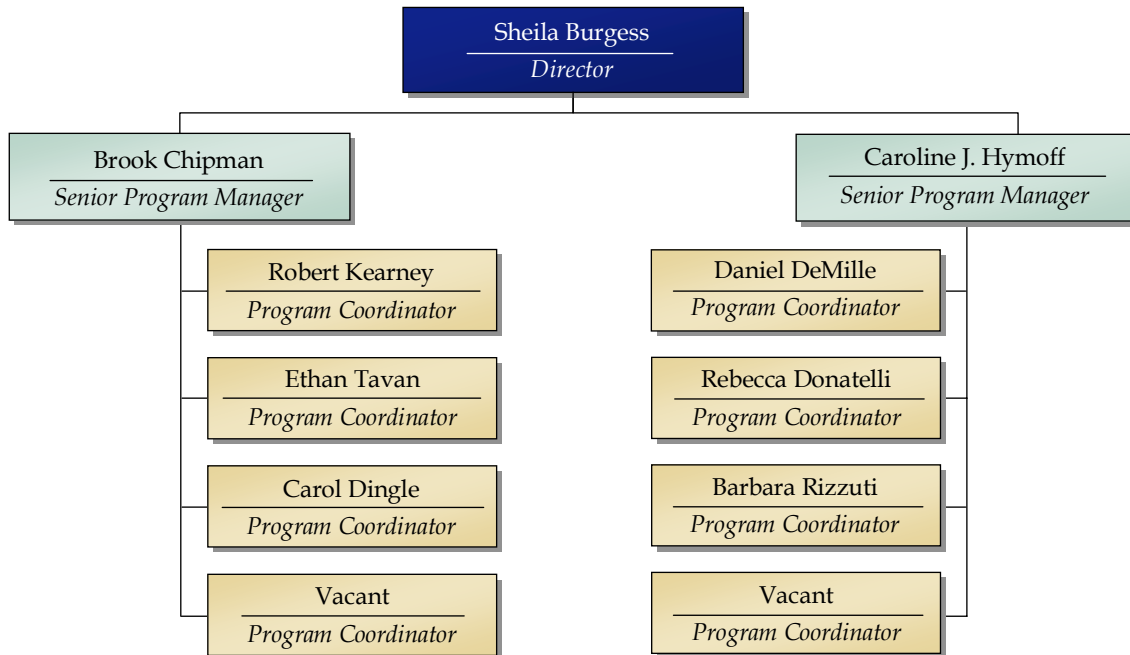 Sheila Burgess
Director
Brook Chipman
Senior Program Manager
Caroline J. Hymoff
Senior Program Manager
Robert Kearney
Program Coordinator
Daniel DeMille
Program Coordinator
Ethan Tavan
Program Coordinator
Rebecca Donatelli
Program Coordinator
Carol Dingle
Program Coordinator
Barbara Rizzuti
Program Coordinator
Vacant
Program Coordinator
Vacant
Program Coordinator